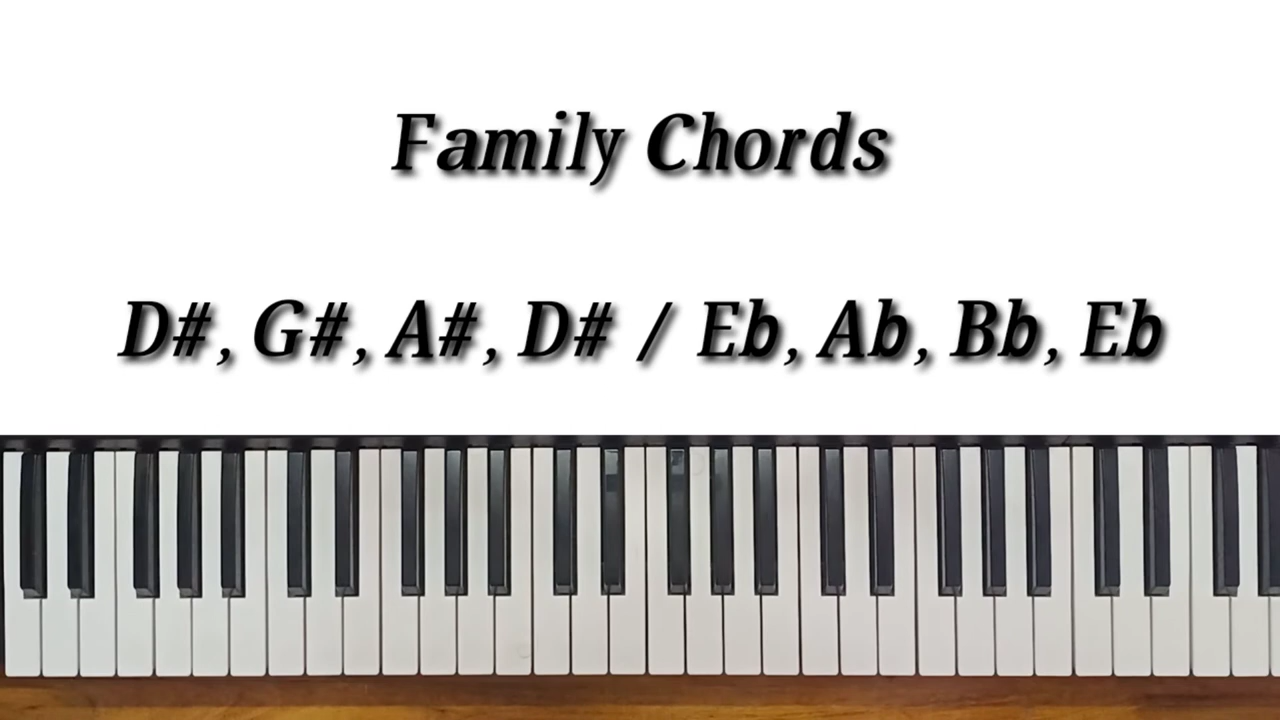 Family Chords
D#, G#, A#, D# / Eb, Ab, Bb, Eb